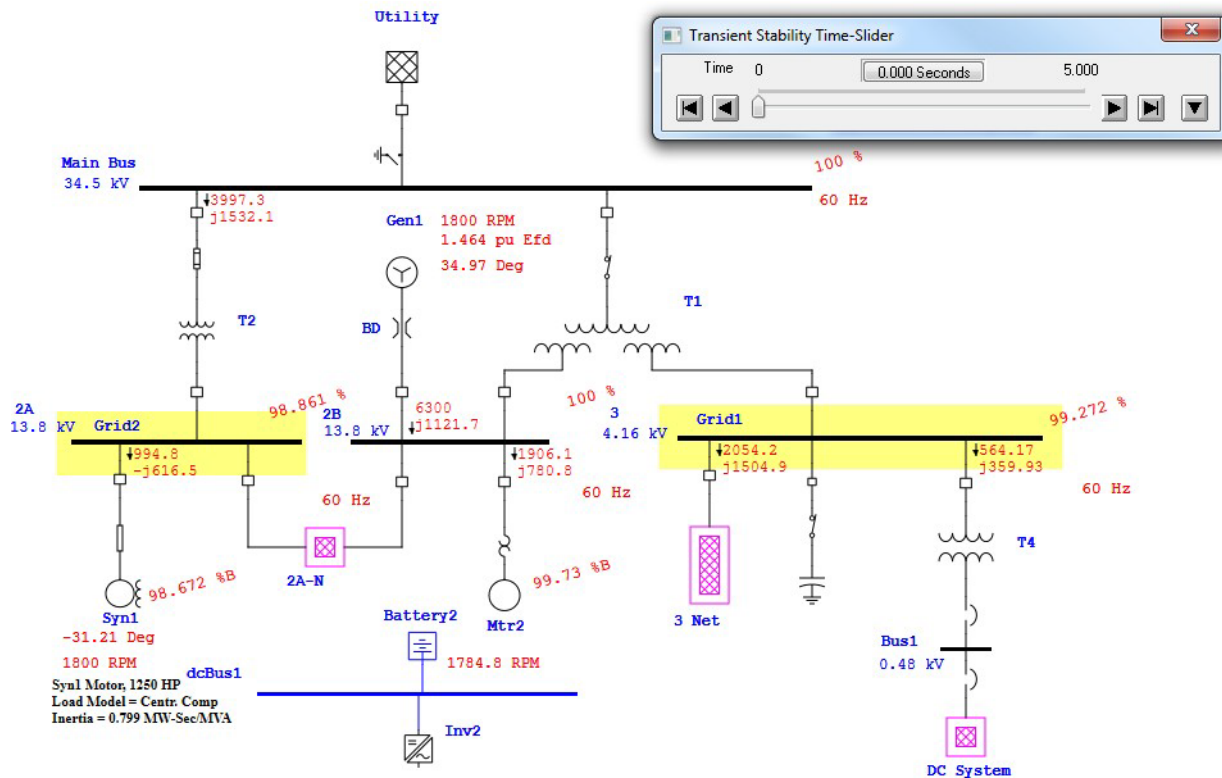 Utility
Transient Stability Time-Slider
Time 0 0.000 Seconds 5.000
Main Bus
34.5 kV
100 %
60 Hz
3997.3
j1532.1
Gen1
1800 RPM
1.464 pu Efd
34.97 Deg
T2
BD
T1
2A
13.8 kV
Grid2
98.861 %
2B
13.8 kV
6300
j1121.7
100 %
3
4.16 kV
Grid1
99.272 %
994.8
-j616.5
1906.1
j780.8
2054.2
j1504.9
564.17
j359.93
60 Hz
60 Hz
60 Hz
2A-N
T4
98.672 %B
99.73 %B
Syn1
-31.21 Deg
1800 RPM
Syn1 Motor, 1250 HP
Load Model = Centr. Comp
Inertia = 0.799 MW-Sec/MVA
Battery2
Mtr2
1784.8 RPM
dcBus1
Inv2
3 Net
Bus1
0.48 kV
DC System